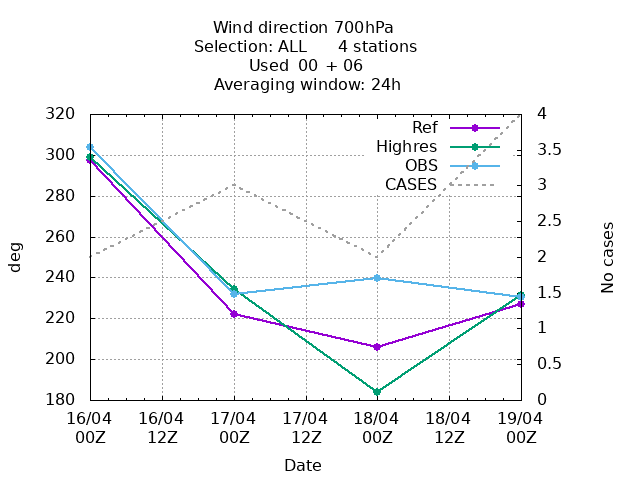 Wind direction 700hPa
Selection: ALL      4 stations
Used  00 + 06
Averaging window: 24h
320
300
280
260
240
220
200
180
deg
4
3.5
3
2.5
2
1.5
1
0.5
0
No cases
Ref
Highres
OBS
CASES
16/04 16/04 17/04 17/04 18/04 18/04 19/04
00Z 12Z 00Z 12Z 00Z 12Z 00Z
Date